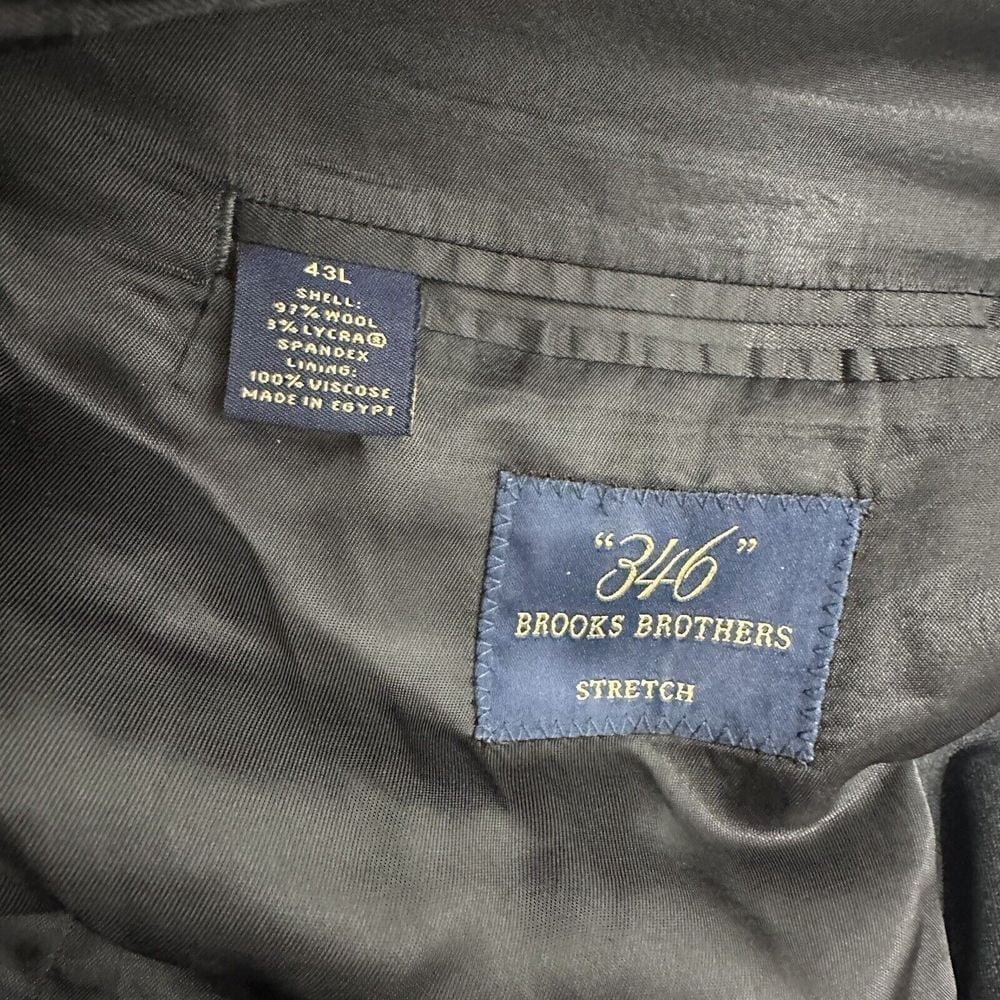 43L
SHELL:
97% WOOL
3% LYCRA®
SPANDEX
LINING:
100% VISCOSE
MADE IN EGYPT
"346"
BROOKS BROTHERS
STRETCH